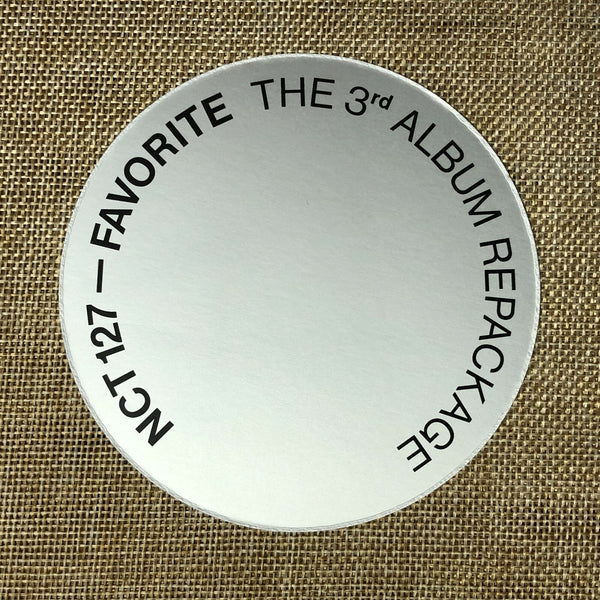 NCT 127 — FAVORITE THE 3rd ALBUM REPACKAGE